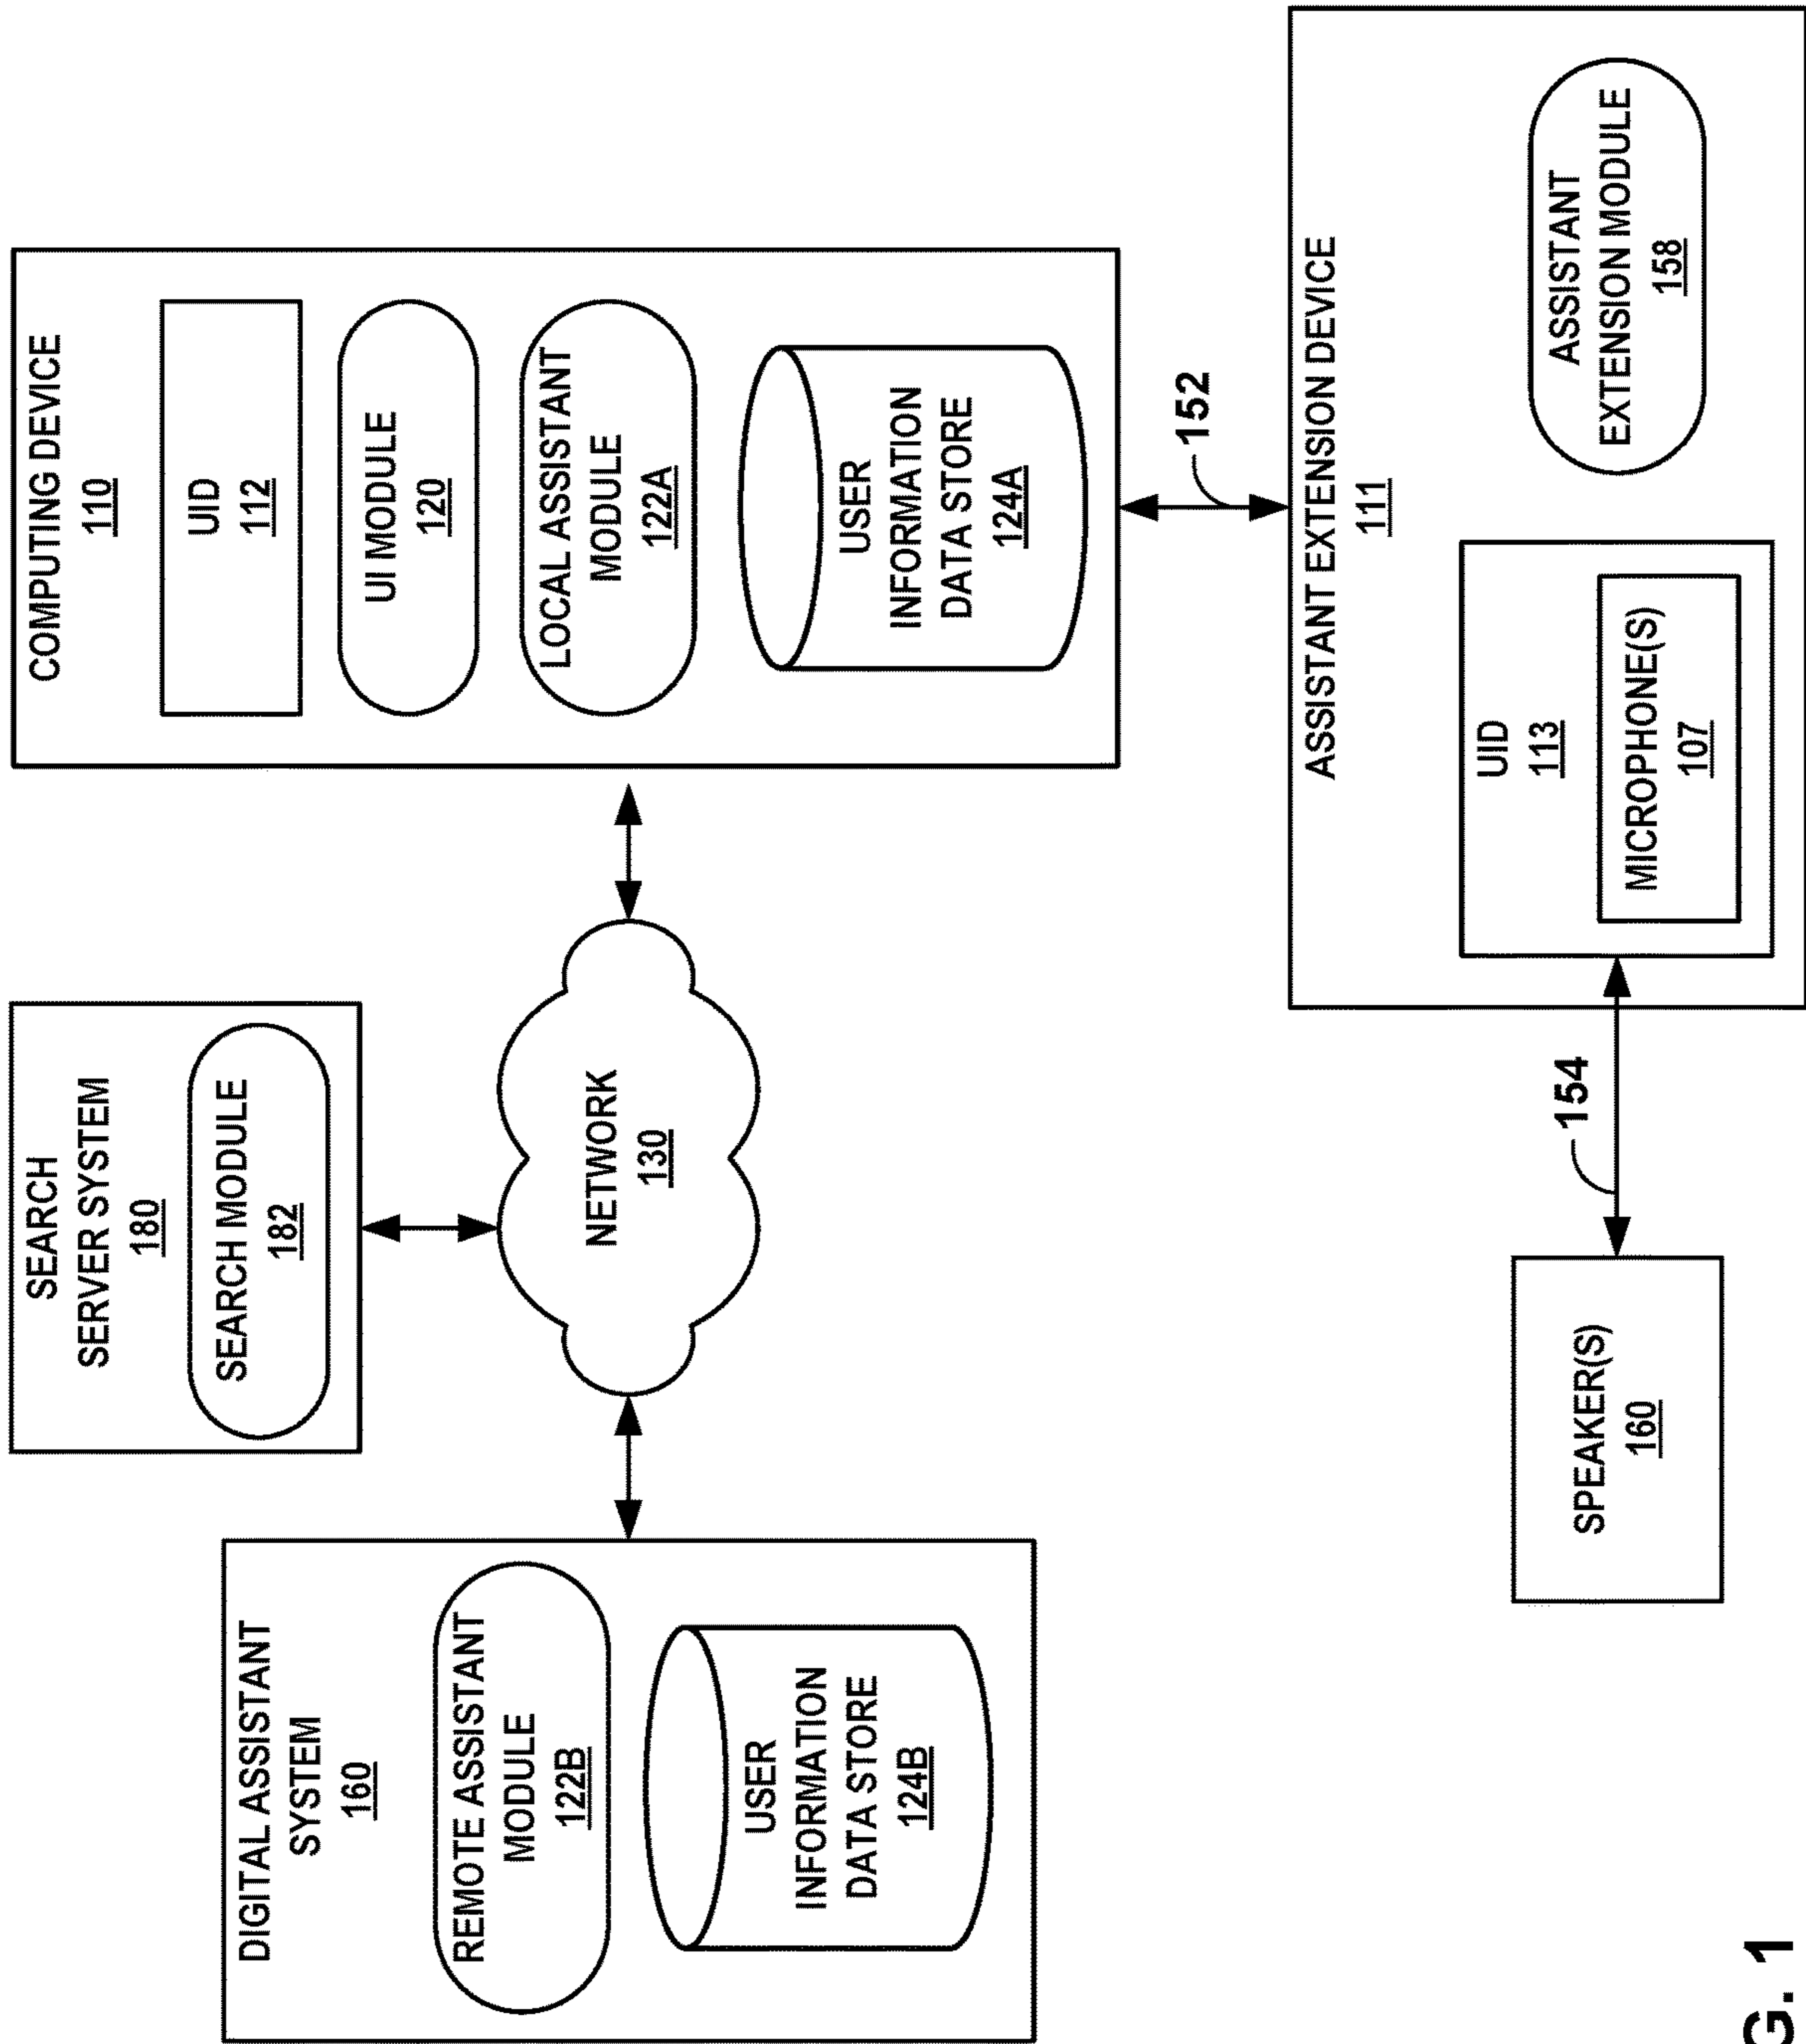 SEARCH
SERVER SYSTEM
180
SEARCH MODULE
182
DIGITAL ASSISTANT
SYSTEM
160
REMOTE ASSISTANT
MODULE
122B
USER
INFORMATION
DATA STORE
124B
NETWORK
130
COMPUTING DEVICE
110
UID
112
UI MODULE
120
LOCAL ASSISTANT
MODULE
122A
USER
INFORMATION
DATA STORE
124A
152
SPEAKER(S)
160
154
ASSISTANT EXTENSION DEVICE
111
UID
113
MICROPHONE(S)
107
ASSISTANT
EXTENSION MODULE
158
G. 1